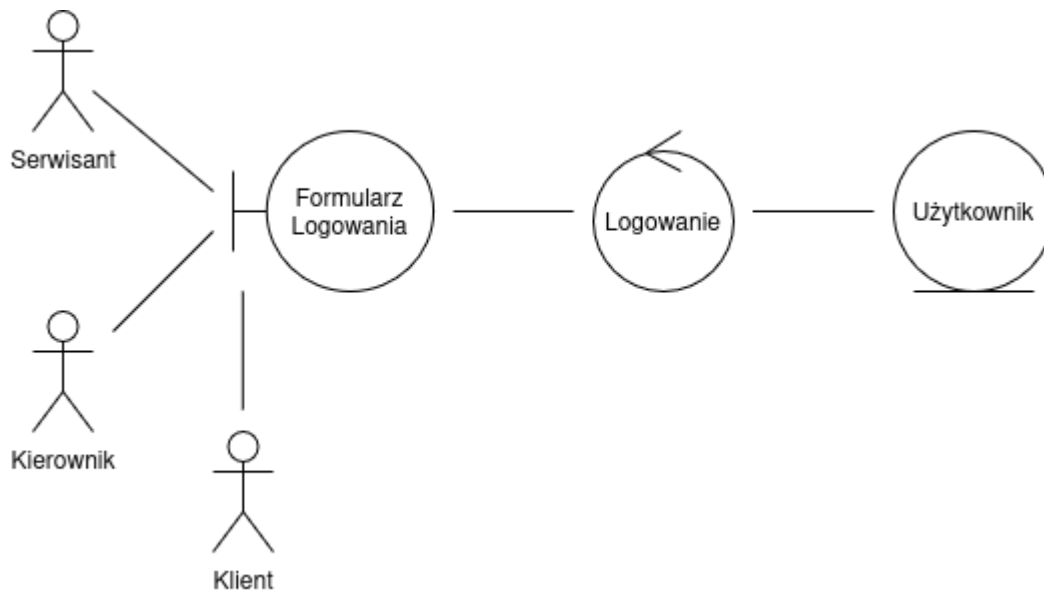 Serwisant
Formularz
Logowania
Logowanie
Użytkownik
Kierownik
Klient